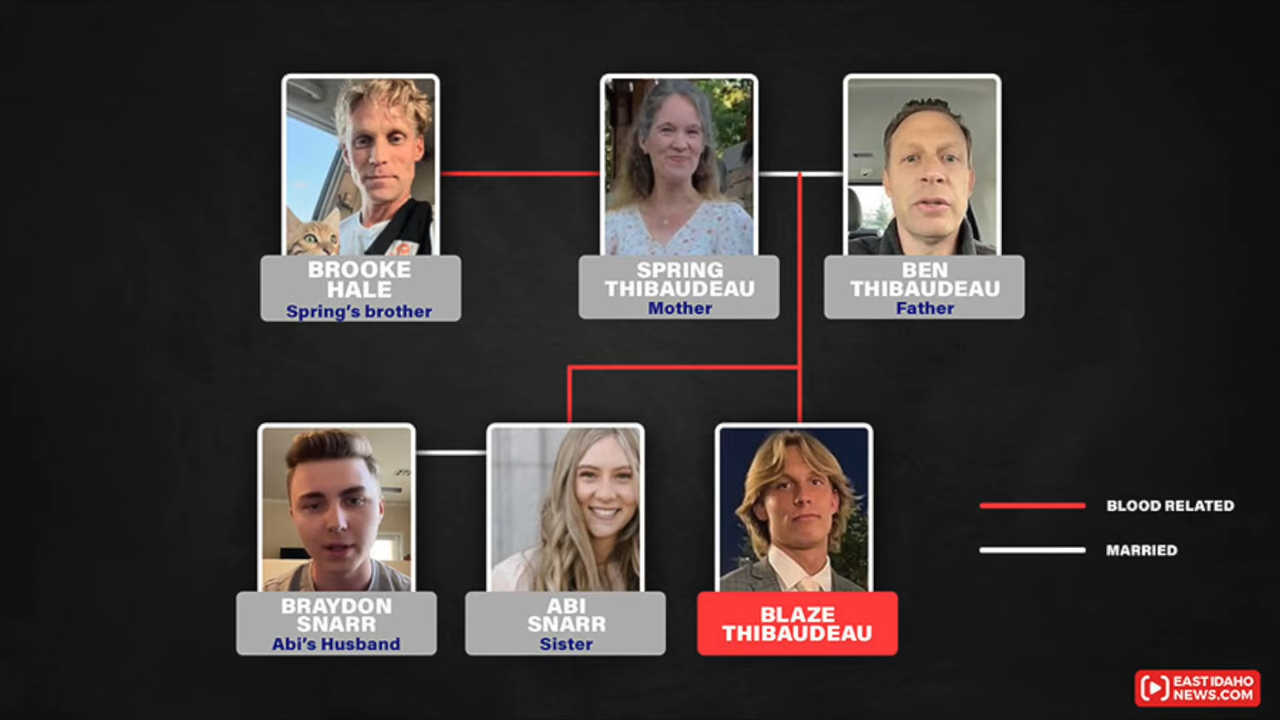 BROOKE
HALE
Spring's brother
SPRING
THIBAUDEAU
Mother
BEN
THIBAUDEAU
Father
BRAYDON
SNARR
Abi's Husband
ABI
SNARR
Sister
BLAZE
THIBAUDEAU
BLOOD RELATED
MARRIED
EAST IDAHO
NEWS.COM